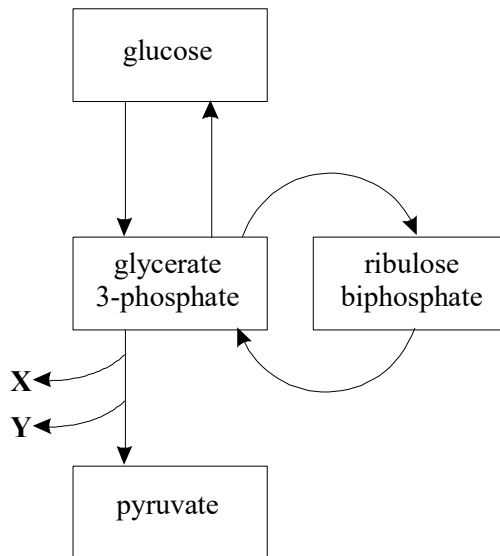 glucose
glycerate
3-phosphate
ribulose
biphosphate
X
Y
pyruvate